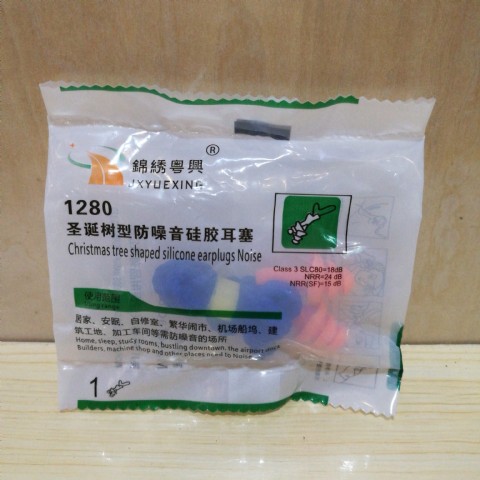 錦綉粤興®
JXYUEXING
1280
圣诞树型防噪音硅胶耳塞
Christmas tree shaped silicone earplugs Noise
Class 3 SLC80=18dB
NRR=24 dB
NRR(SF)=15 dB
使用范围
居家、安眠、自修室、繁华闹市、机场船坞、建
筑工地、加工车间等需防噪音的场所
Home, sleep, study rooms, bustling downtown, the airport
Builders, machine shop and other places need to Noise
1